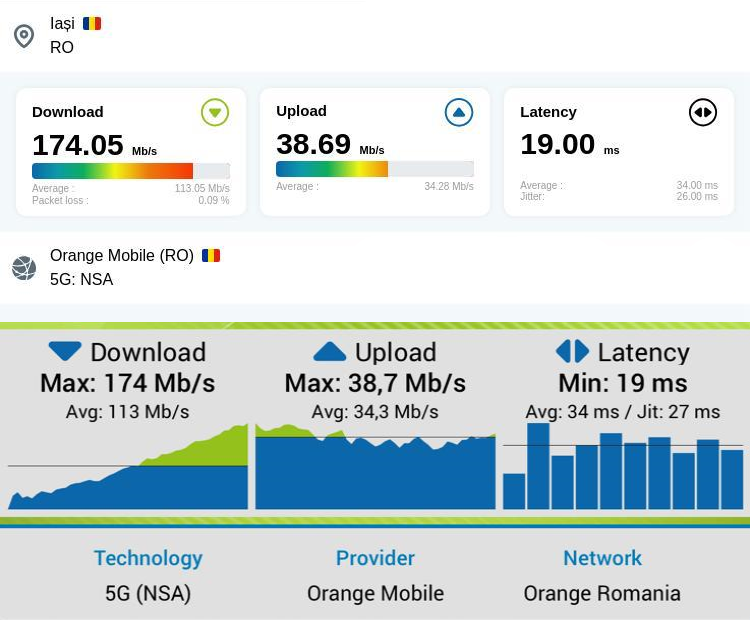 Iași
RO
Download
174.05 Mb/s
Average : 113.05 Mb/s
Packet loss : 0.09 %
Upload
38.69 Mb/s
Average : 34.28 Mb/s
Latency
19.00 ms
Average : 34.00 ms
Jitter: 26.00 ms
Orange Mobile (RO)
5G: NSA
Download
Max: 174 Mb/s
Avg: 113 Mb/s
Upload
Max: 38,7 Mb/s
Avg: 34,3 Mb/s
Latency
Min: 19 ms
Avg: 34 ms / Jit: 27 ms
Technology
5G (NSA)
Provider
Orange Mobile
Network
Orange Romania